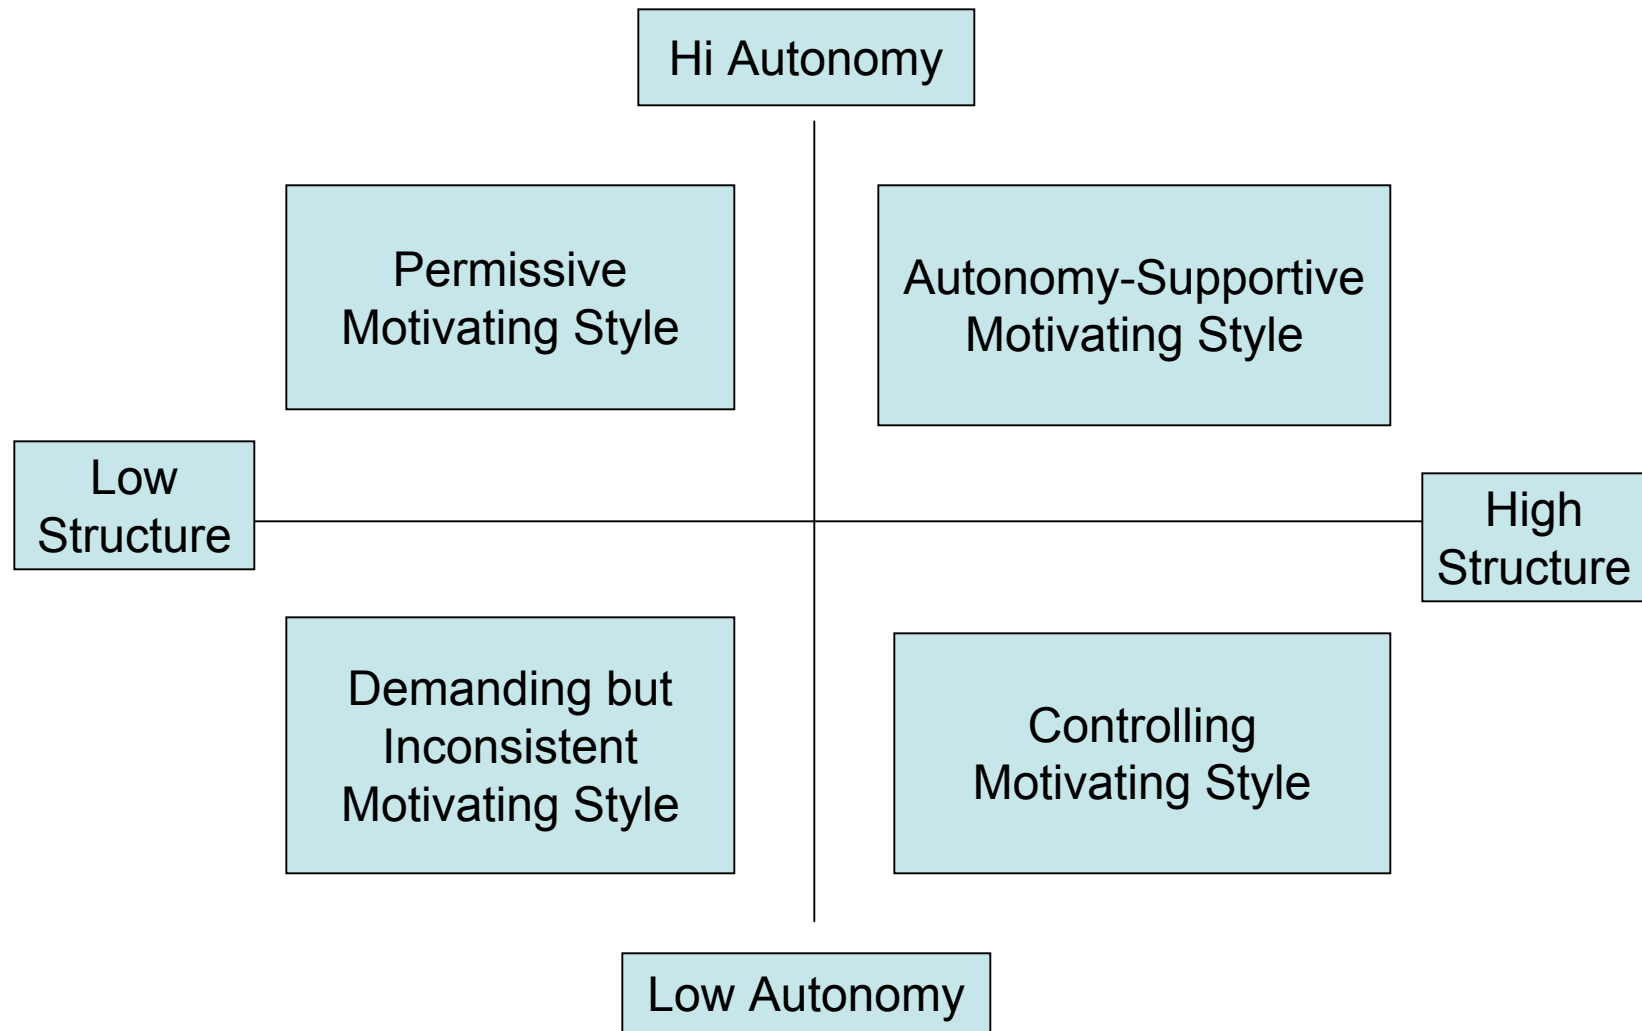 Hi Autonomy
Permissive
Motivating Style
Autonomy-Supportive
Motivating Style
Low
Structure
High
Structure
Demanding but
Inconsistent
Motivating Style
Controlling
Motivating Style
Low Autonomy